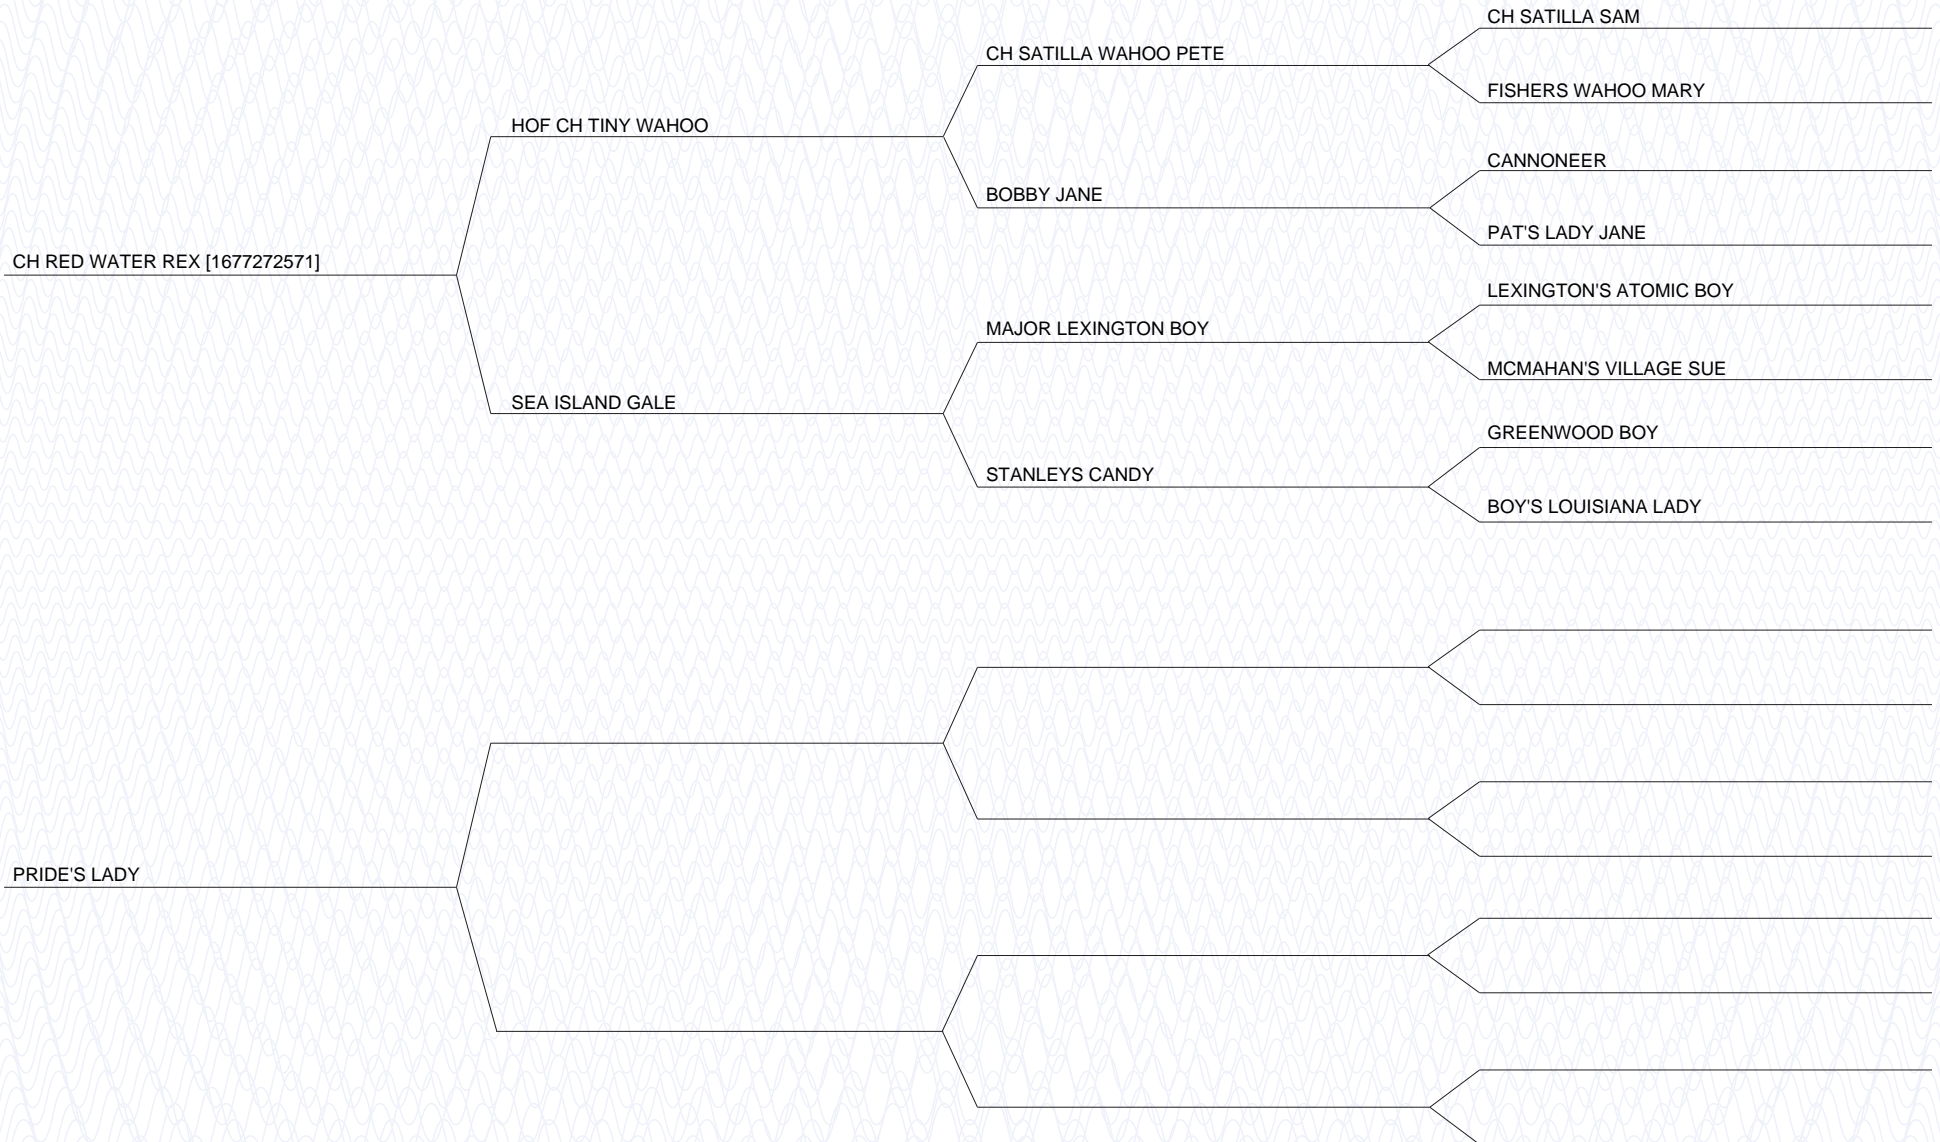 CH SATILLA SAM
CH SATILLA WAHOO PETE
FISHERS WAHOO MARY
HOF CH TINY WAHOO
CANNONEER
BOBBY JANE
PAT'S LADY JANE
CH RED WATER REX [1677272571]
LEXINGTON'S ATOMIC BOY
MAJOR LEXINGTON BOY
MCMAHAN'S VILLAGE SUE
SEA ISLAND GALE
GREENWOOD BOY
STANLEYS CANDY
BOY'S LOUISIANA LADY
PRIDE'S LADY